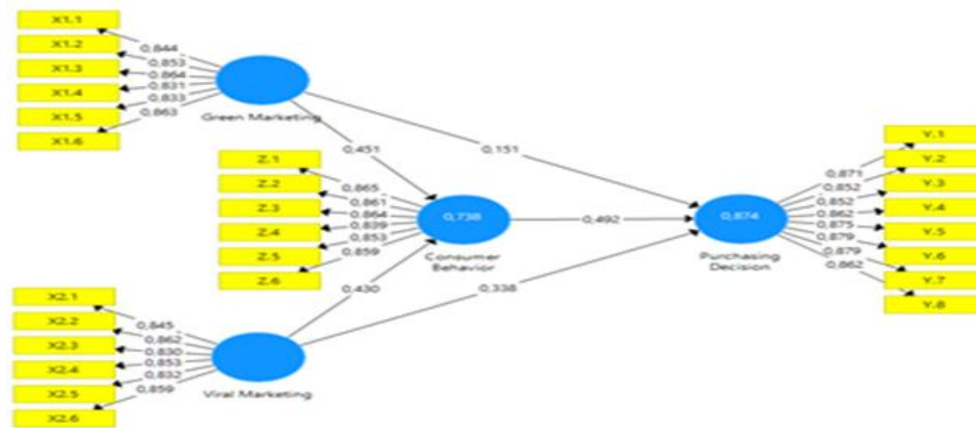 X1.1
X1.2
X1.3
X1.4
X1.5
X1.6
0,844
0,853
0,864
0,831
0,833
0,863
Green Marketing
0,451
0,151
Z.1
Z.2
Z.3
Z.4
Z.5
Z.6
0,865
0,861
0,864
0,839
0,853
0,859
0,738
Consumer
Behavior
0,492
0,874
Purchasing
Decision
0,871
0,852
0,852
0,862
0,875
0,879
0,879
0,862
Y.1
Y.2
Y.3
Y.4
Y.5
Y.6
Y.7
Y.8
0,430
0,338
X2.1
X2.2
X2.3
X2.4
X2.5
X2.6
0,845
0,862
0,830
0,853
0,832
0,859
Viral Marketing